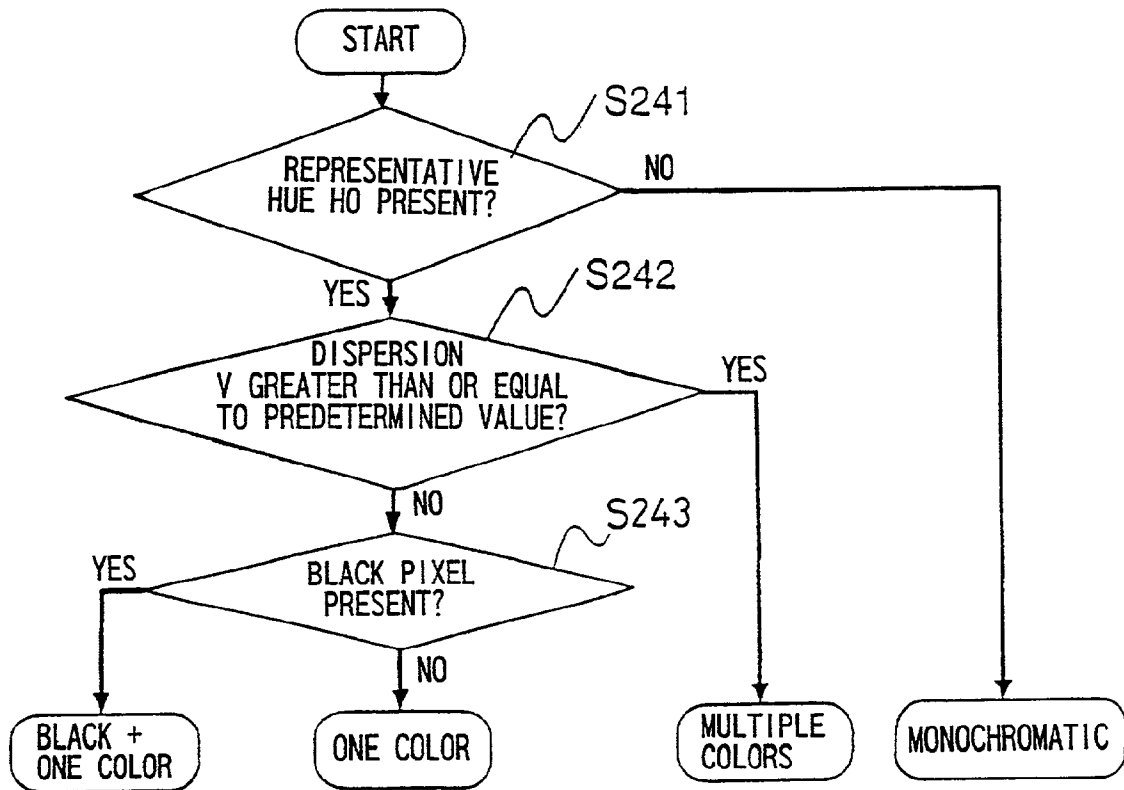 START
S241
REPRESENTATIVE
HUE HO PRESENT?
NO
YES
S242
DISPERSION
V GREATER THAN OR EQUAL
TO PREDETERMINED VALUE?
YES
NO
S243
YES
BLACK PIXEL
PRESENT?
NO
BLACK +
ONE COLOR
ONE COLOR
MULTIPLE
COLORS
MONOCHROMATIC